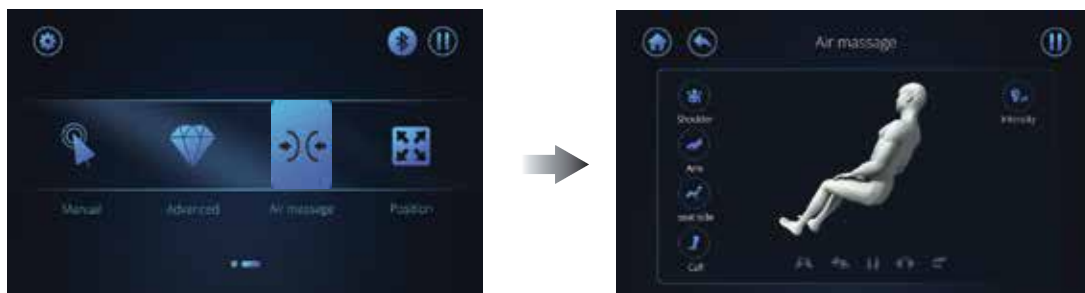 Manual
Advanced
Air massage
Position
Air massage
Shoulder
Arm
seat side
Calf
Intensity